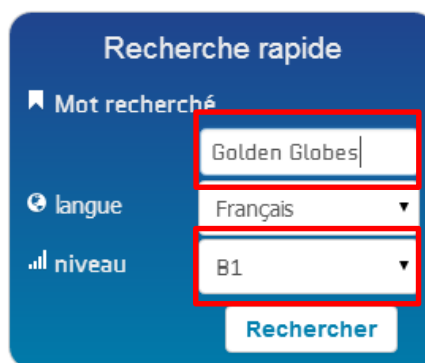 Recherche rapide
Mot recherché
Golden Globes
langue Français
niveau B1
Rechercher